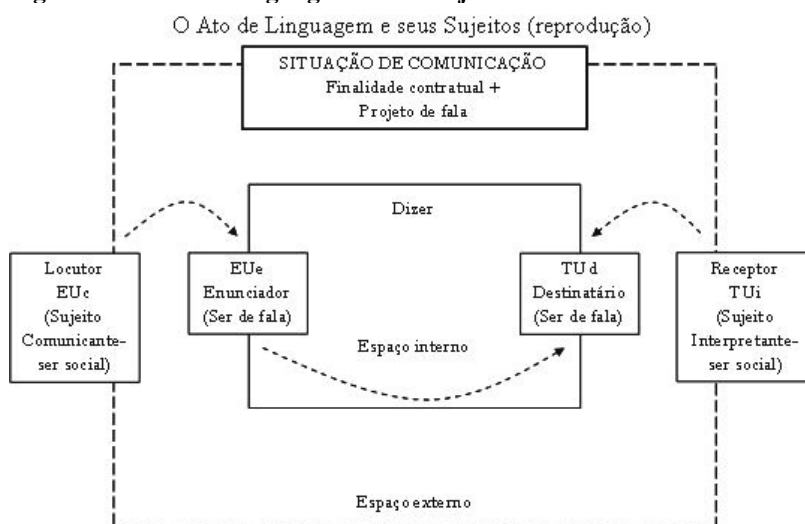 O Ato de Linguagem e seus Sujeitos (reprodução)
SITUAÇÃO DE COMUNICAÇÃO
Finalidade contratual +
Projeto de fala
Dizer
Locutor
EUc
(Sujeito
Comunicante-
ser social)
EUe
Enunciador
(Ser de fala)
TUd
Destinatário
(Ser de fala)
Receptor
TUi
(Sujeito
Interpretante-
ser social)
Espaço interno
Espaço externo